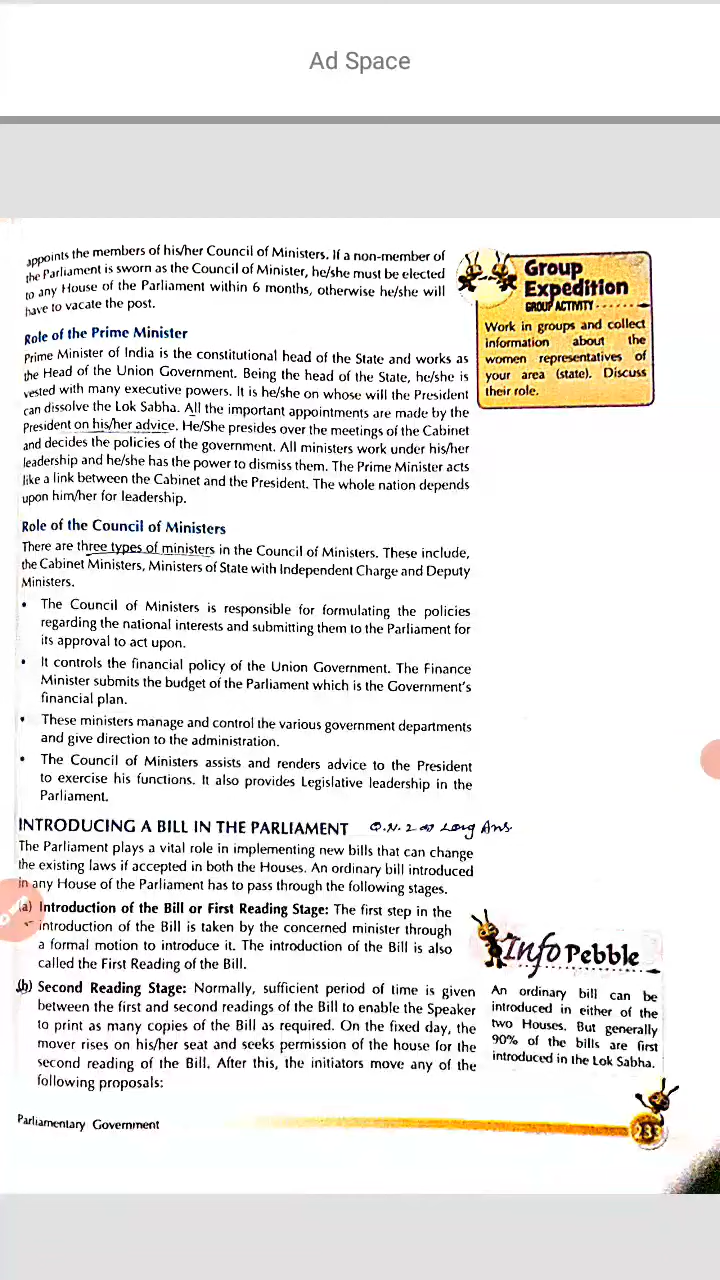 Ad Space
appoints the members of his/her Council of Ministers. If a non-member of
the Parliament is sworn as the Council of Minister, he/she must be elected
to any House of the Parliament within 6 months, otherwise he/she will
have to vacate the post.
Role of the Prime Minister
Prime Minister of India is the constitutional head of the State and works as
the Head of the Union Government. Being the head of the State, he/she is
vested with many executive powers. It is he/she on whose will the President
can dissolve the Lok Sabha. All the important appointments are made by the
President on his/her advice. He/She presides over the meetings of the Cabinet
and decides the policies of the government. All ministers work under his/her
leadership and he/she has the power to dismiss them. The Prime Minister acts
like a link between the Cabinet and the President. The whole nation depends
upon him/her for leadership.
Role of the Council of Ministers
There are three types of ministers in the Council of Ministers. These include,
the Cabinet Ministers, Ministers of State with Independent Charge and Deputy
Ministers.
• The Council of Ministers is responsible for formulating the policies
regarding the national interests and submitting them to the Parliament for
its approval to act upon.
• It controls the financial policy of the Union Government. The Finance
Minister submits the budget of the Parliament which is the Government's
financial plan.
• These ministers manage and control the various government departments
and give direction to the administration.
• The Council of Ministers assists and renders advice to the President
to exercise his functions. It also provides Legislative leadership in the
Parliament.
INTRODUCING A BILL IN THE PARLIAMENT Q.N. 2 Long Ans.
The Parliament plays a vital role in implementing new bills that can change
the existing laws if accepted in both the Houses. An ordinary bill introduced
in any House of the Parliament has to pass through the following stages.
(a) Introduction of the Bill or First Reading Stage: The first step in the
introduction of the Bill is taken by the concerned minister through
a formal motion to introduce it. The introduction of the Bill is also
called the First Reading of the Bill.
(b) Second Reading Stage: Normally, sufficient period of time is given
between the first and second readings of the Bill to enable the Speaker
to print as many copies of the Bill as required. On the fixed day, the
mover rises on his/her seat and seeks permission of the house for the
second reading of the Bill. After this, the initiators move any of the
following proposals:
Group
Expedition
GROUP ACTIVITY
Work in groups and collect
information about the
women representatives of
your area (state). Discuss
their role.
Info Pebble
An ordinary bill can be
introduced in either of the
two Houses. But generally
90% of the bills are first
introduced in the Lok Sabha.
Parliamentary Government
233